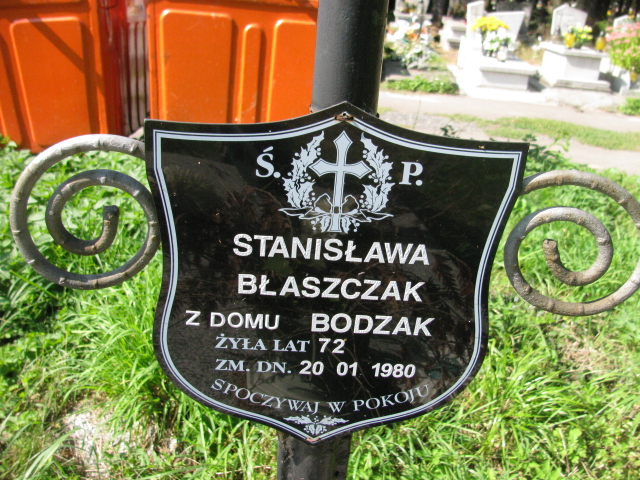 Ś. P.
STANISŁAWA
BŁASZCZAK
Z DOMU BODZAK
ŻYŁA LAT 72
ZM. DN. 20 01 1980
SPOCZYWAJ W POKOJU